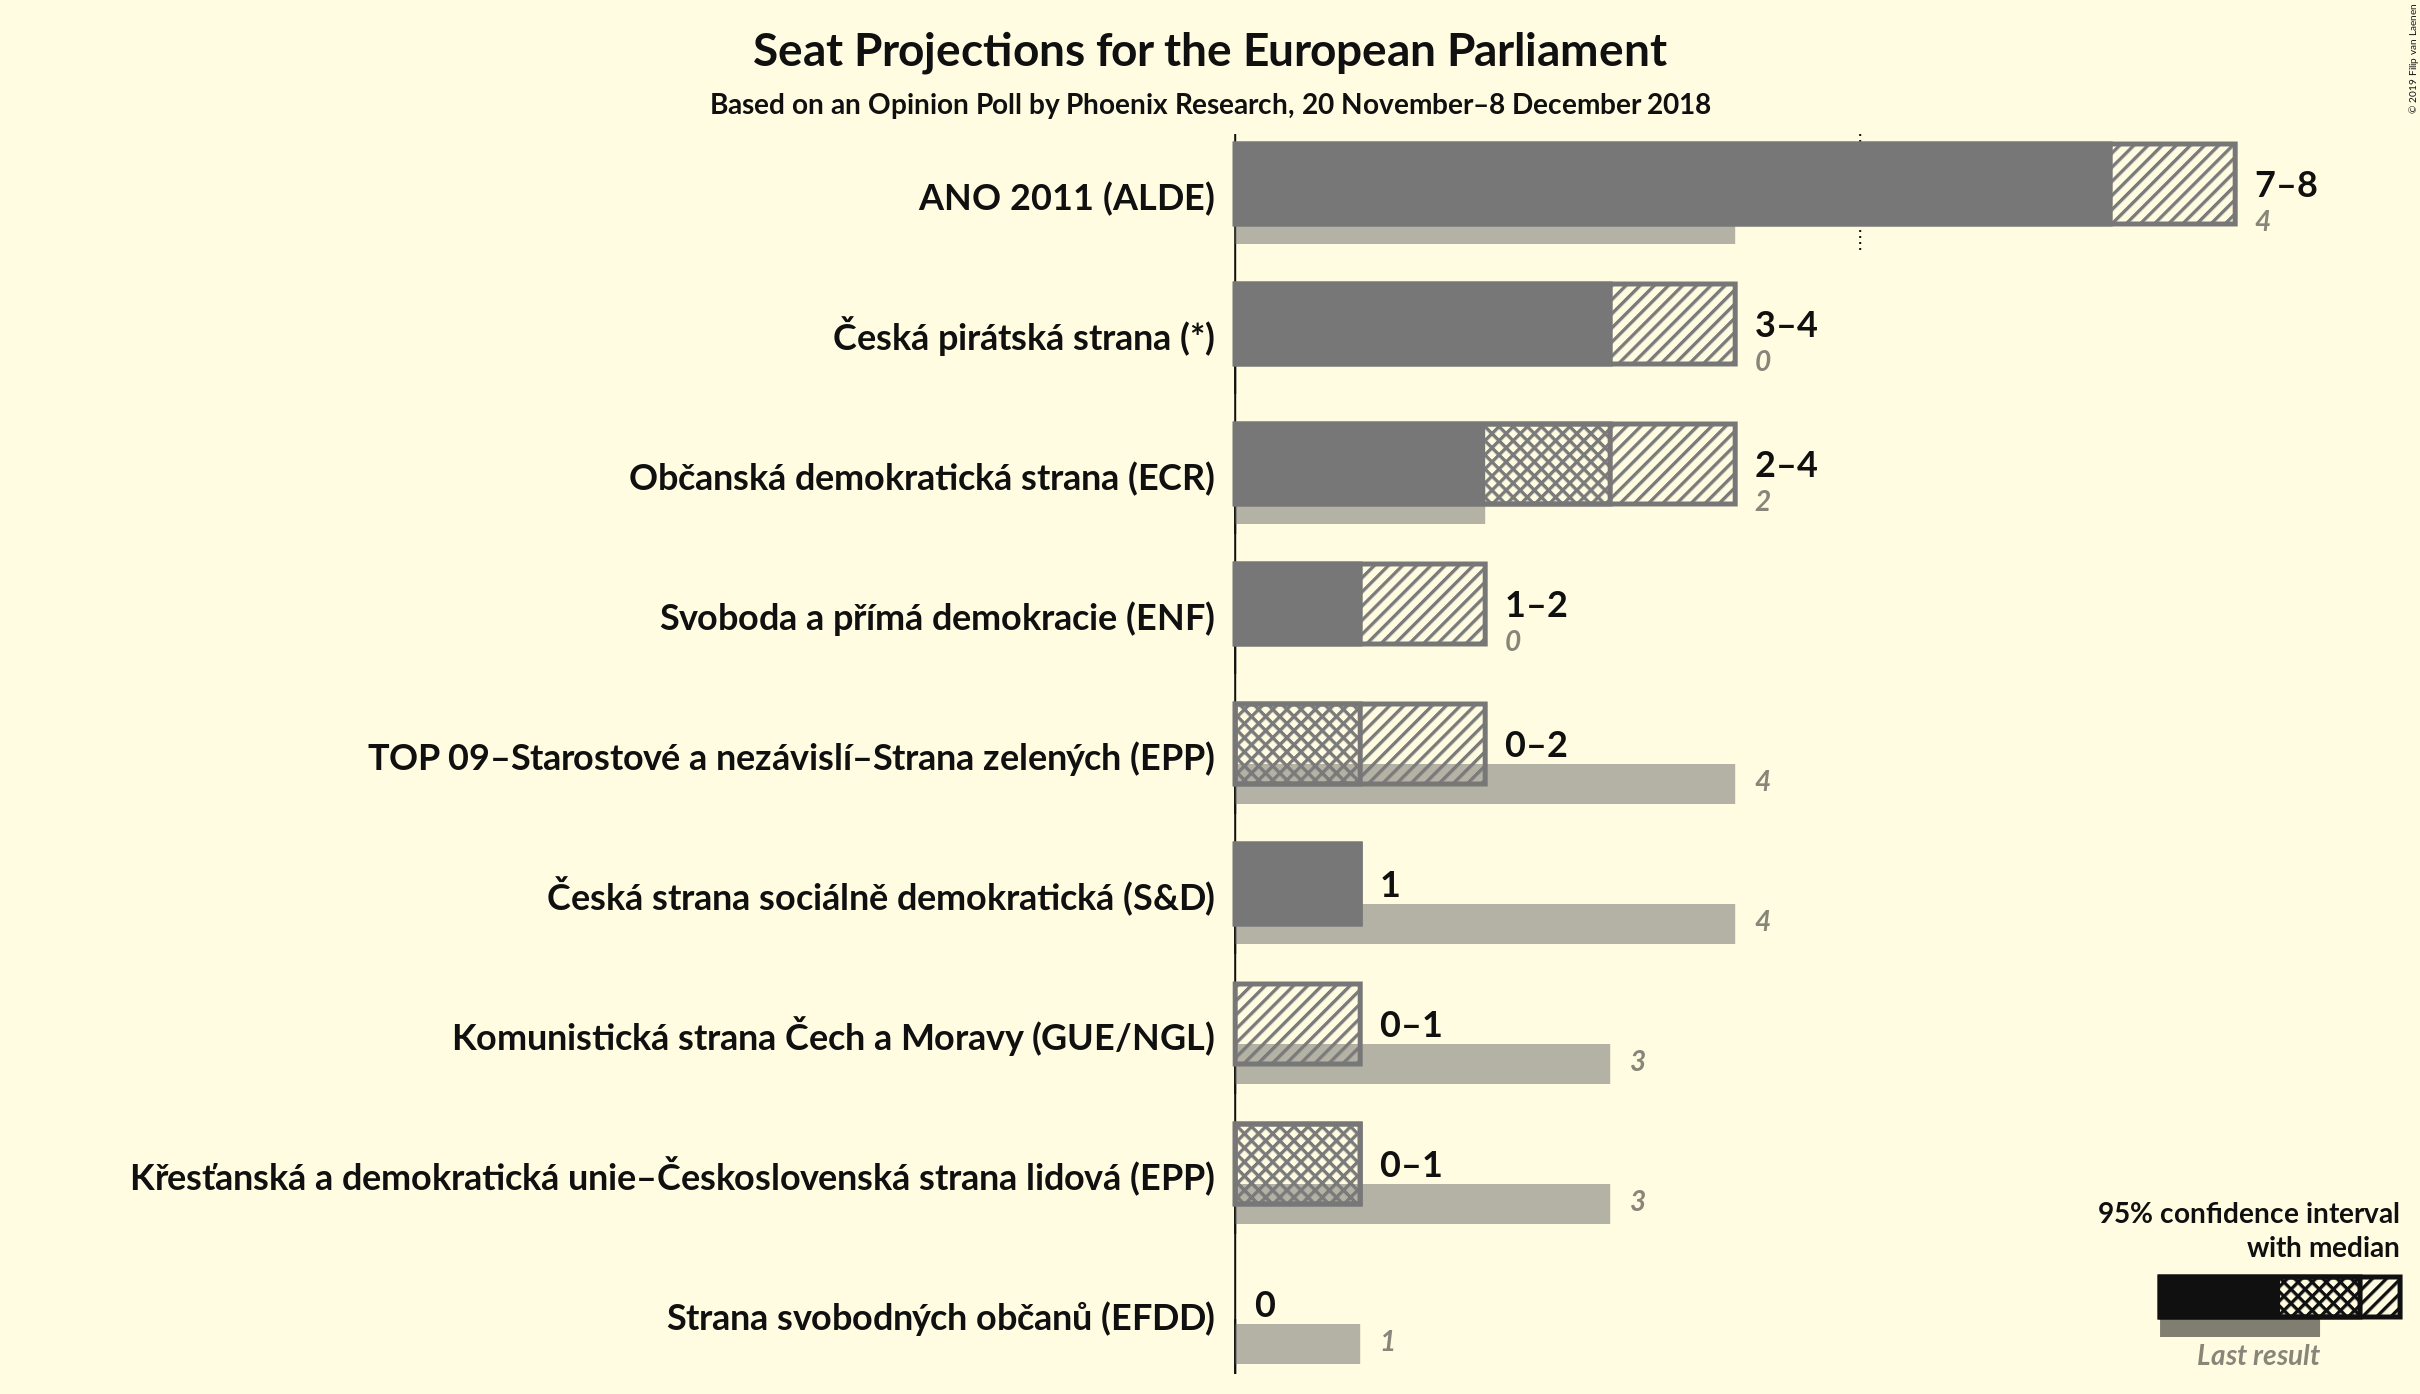 Seat Projections for the European Parliament
Based on an Opinion Poll by Phoenix Research, 20 November–8 December 2018
© 2019 Filip van Laenen
ANO 2011 (ALDE)
7–8
4
Česká pirátská strana (*)
3–4
0
Občanská demokratická strana (ECR)
2–4
2
Svoboda a přímá demokracie (ENF)
1–2
0
TOP 09–Starostové a nezávislí–Strana zelených (EPP)
0–2
4
Česká strana sociálně demokratická (S&D)
1
4
Komunistická strana Čech a Moravy (GUE/NGL)
0–1
3
Křesťanská a demokratická unie–Československá strana lidová (EPP)
0–1
3
Strana svobodných občanů (EFDD)
0
1
95% confidence interval
with median
Last result